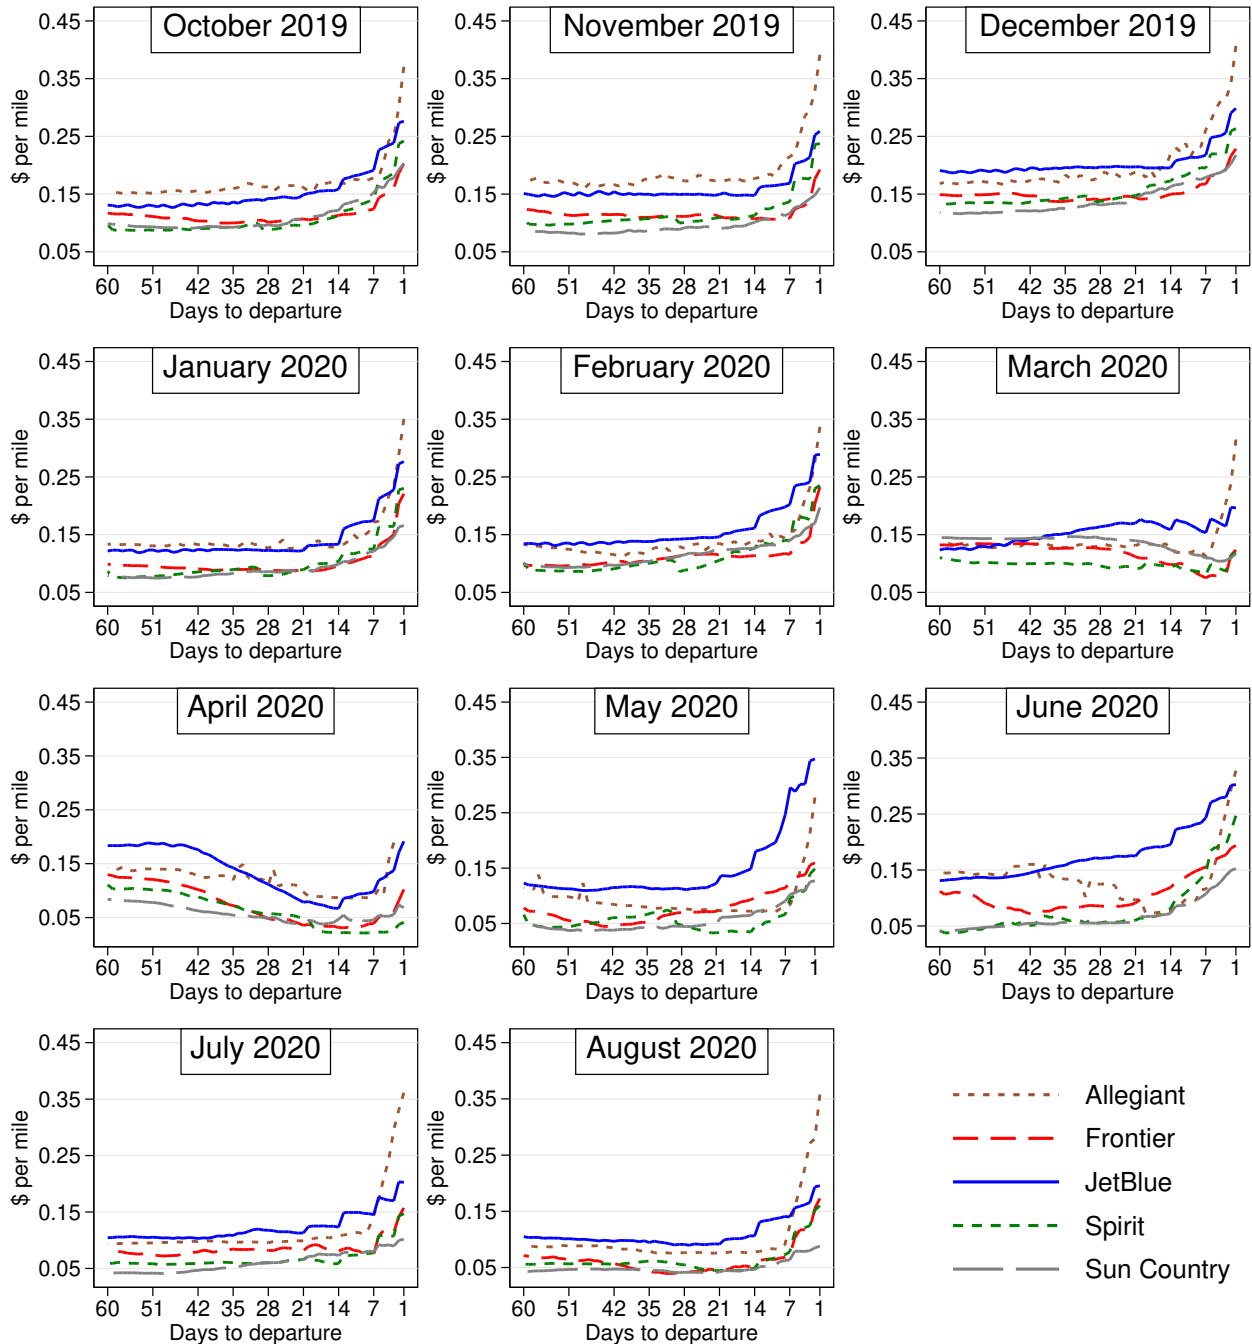 October 2019
$ per mile
0.45
0.35
0.25
0.15
0.05
60 51 42 35 28 21 14 7 1
Days to departure
November 2019
$ per mile
0.45
0.35
0.25
0.15
0.05
60 51 42 35 28 21 14 7 1
Days to departure
December 2019
$ per mile
0.45
0.35
0.25
0.15
0.05
60 51 42 35 28 21 14 7 1
Days to departure
January 2020
$ per mile
0.45
0.35
0.25
0.15
0.05
60 51 42 35 28 21 14 7 1
Days to departure
February 2020
$ per mile
0.45
0.35
0.25
0.15
0.05
60 51 42 35 28 21 14 7 1
Days to departure
March 2020
$ per mile
0.45
0.35
0.25
0.15
0.05
60 51 42 35 28 21 14 7 1
Days to departure
April 2020
$ per mile
0.45
0.35
0.25
0.15
0.05
60 51 42 35 28 21 14 7 1
Days to departure
May 2020
$ per mile
0.45
0.35
0.25
0.15
0.05
60 51 42 35 28 21 14 7 1
Days to departure
June 2020
$ per mile
0.45
0.35
0.25
0.15
0.05
60 51 42 35 28 21 14 7 1
Days to departure
July 2020
$ per mile
0.45
0.35
0.25
0.15
0.05
60 51 42 35 28 21 14 7 1
Days to departure
August 2020
$ per mile
0.45
0.35
0.25
0.15
0.05
60 51 42 35 28 21 14 7 1
Days to departure
Allegiant
Frontier
JetBlue
Spirit
Sun Country